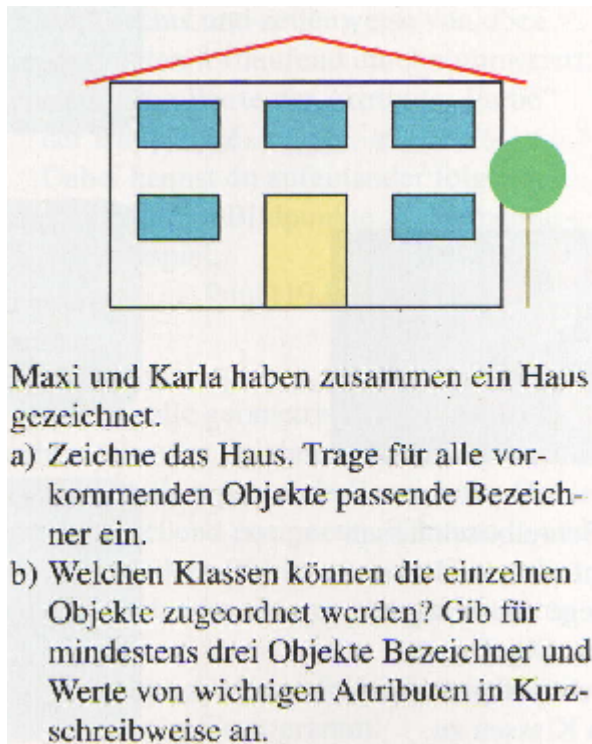 Maxi und Karla haben zusammen ein Haus
gezeichnet.
a) Zeichne das Haus. Trage für alle vor-
kommenden Objekte passende Bezeich-
ner ein.
b) Welchen Klassen können die einzelnen
Objekte zugeordnet werden? Gib für
mindestens drei Objekte Bezeichner und
Werte von wichtigen Attributen in Kurz-
schreibweise an.